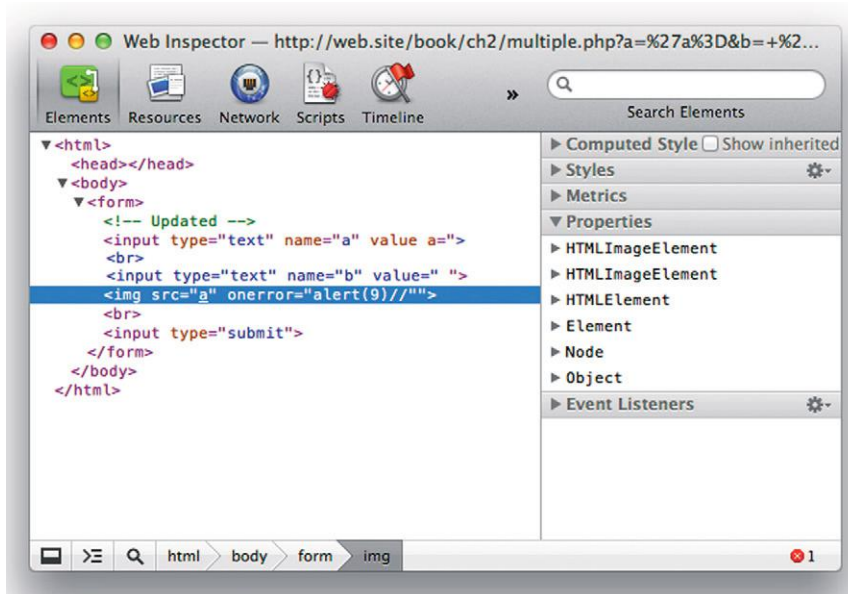 Web Inspector — http://web.site/book/ch2/multiple.php?a=%27a%3D&b=+%2...
Elements Resources Network Scripts Timeline » Search Elements
▼<html>
<head></head>
▼<body>
▼<form>
<!-- Updated -->
<input type="text" name="a" value a=">
<br>
<input type="text" name="b" value=" ">
<img src="a" onerror="alert(9)//"">
<br>
<input type="submit">
</form>
</body>
</html>
▶ Computed Style Show inherited
▶ Styles
▶ Metrics
▼ Properties
▶ HTMLImageElement
▶ HTMLImageElement
▶ HTMLElement
▶ Element
▶ Node
▶ Object
▶ Event Listeners
html body form img 1